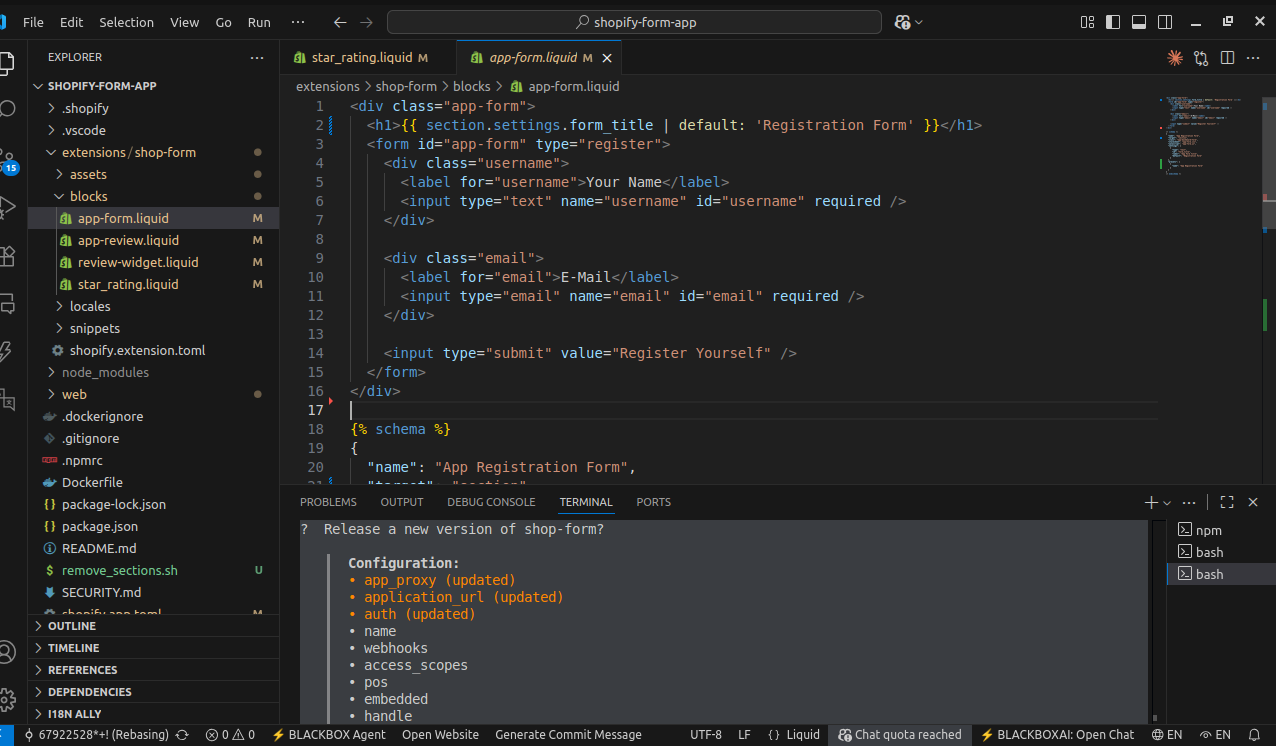 File Edit Selection View Go Run ··· ← → shopify-form-app
EXPLORER ···
SHOPIFY-FORM-APP
.shopify
.vscode
extensions/shop-form
assets
blocks
app-form.liquid M
app-review.liquid M
review-widget.liquid M
star_rating.liquid M
locales
snippets
shopify.extension.toml
node_modules
web
.dockerignore
.gitignore
.npmrc
Dockerfile
package-lock.json
package.json
README.md
remove_sections.sh U
SECURITY.md
shopify.app.toml M
OUTLINE
TIMELINE
REFERENCES
DEPENDENCIES
I18N ALLY
15
star_rating.liquid M app-form.liquid M
extensions > shop-form > blocks > app-form.liquid
1 <div class="app-form">
2 <h1>{{ section.settings.form_title | default: 'Registration Form' }}</h1>
3 <form id="app-form" type="register">
4 <div class="username">
5 <label for="username">Your Name</label>
6 <input type="text" name="username" id="username" required />
7 </div>
8
9 <div class="email">
10 <label for="email">E-Mail</label>
11 <input type="email" name="email" id="email" required />
12 </div>
13
14 <input type="submit" value="Register Yourself" />
15 </form>
16 </div>
17
18 {% schema %}
19 {
20 "name": "App Registration Form",
21 "target": "section",
PROBLEMS OUTPUT DEBUG CONSOLE TERMINAL PORTS
? Release a new version of shop-form?
Configuration:
• app_proxy (updated)
• application_url (updated)
• auth (updated)
• name
• webhooks
• access_scopes
• pos
• embedded
• handle
npm
bash
bash
67922528*+! (Rebasing) 0 0 BLACKBOX Agent Open Website Generate Commit Message UTF-8 LF {} Liquid Chat quota reached BLACKBOXAI: Open Chat EN EN